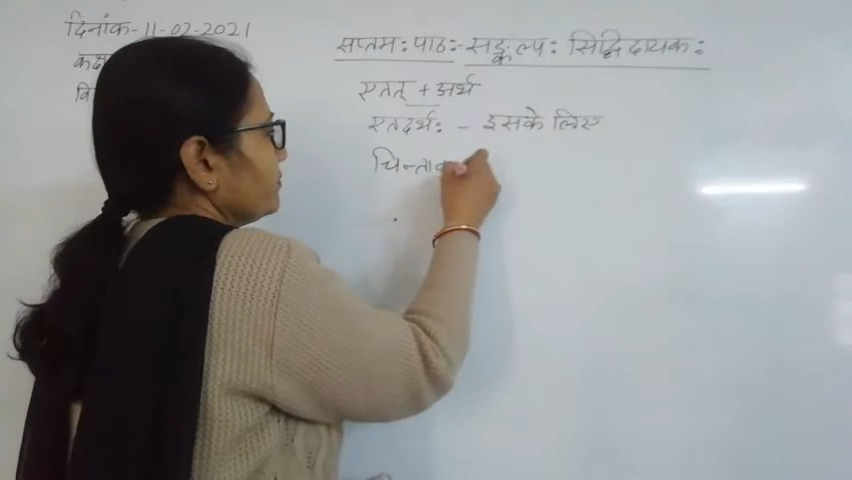 दिनांक-11-02-2021
सप्तम: पाठ:- सङ्कल्प: सिद्धिदायक:
एतत् + अर्थ
एतदर्थ: - इसके लिए